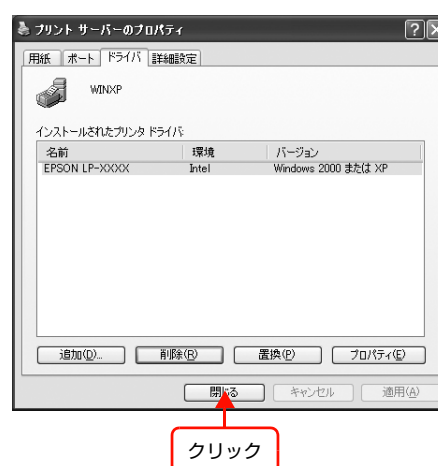 プリント サーバーのプロパティ
用紙 ポート ドライバ 詳細設定
WINXP
インストールされたプリンタ ドライバ:
名前 環境 バージョン
EPSON LP-XXXX Intel Windows 2000 または XP
追加(D)... 削除(R) 置換(P) プロパティ(E)
閉じる キャンセル 適用(A)
クリック